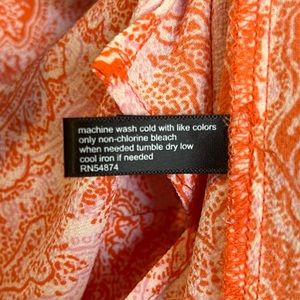 machine wash cold with like colors
only non-chlorine bleach
when needed tumble dry low
cool iron if needed
RN54874